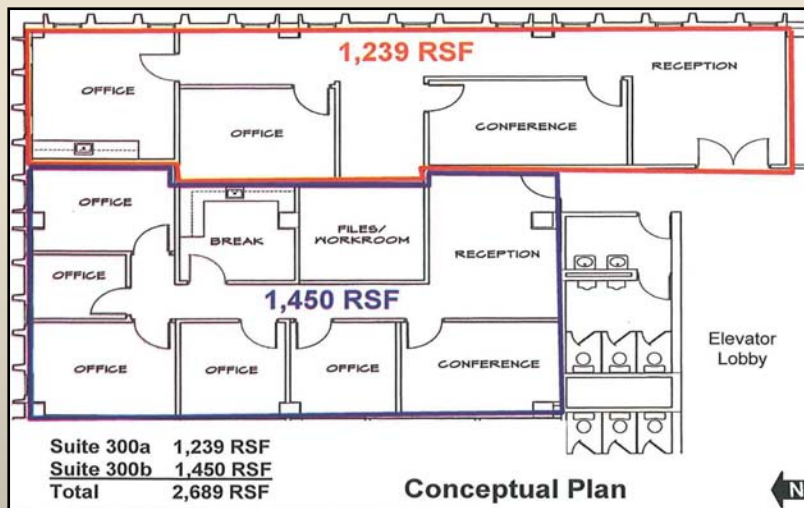 1,239 RSF
RECEPTION
OFFICE
OFFICE
CONFERENCE
OFFICE
BREAK
FILES/
WORKROOM
RECEPTION
OFFICE
1,450 RSF
OFFICE
OFFICE
OFFICE
CONFERENCE
Elevator
Lobby
Suite 300a 1,239 RSF
Suite 300b 1,450 RSF
Total 2,689 RSF
Conceptual Plan
N